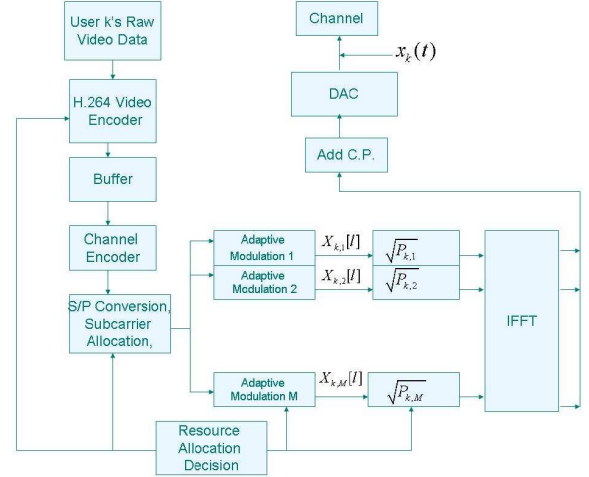 User k's Raw
Video Data
H.264 Video
Encoder
Buffer
Channel
Encoder
S/P Conversion,
Subcarrier
Allocation,
Adaptive
Modulation 1
X_{k,1}[l]
√P_{k,1}
Adaptive
Modulation 2
X_{k,2}[l]
√P_{k,2}
Adaptive
Modulation M
X_{k,M}[l]
√P_{k,M}
IFFT
Add C.P.
DAC
x_k(t)
Channel
Resource
Allocation
Decision